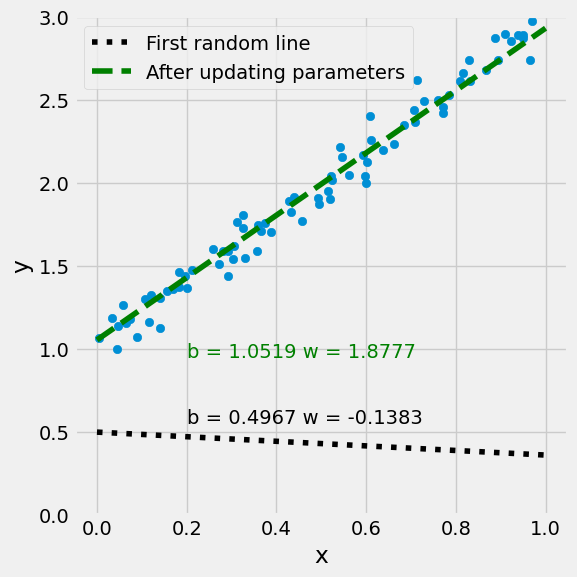 3.0
First random line
After updating parameters
2.5
2.0
y
1.5
1.0
b = 1.0519 w = 1.8777
b = 0.4967 w = -0.1383
0.5
0.0
0.0 0.2 0.4 0.6 0.8 1.0
x